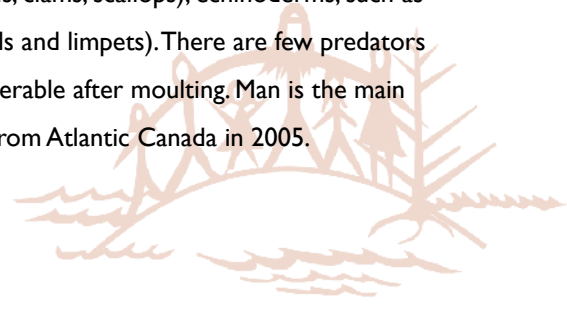 clams, scallops), echinoderms, such as
ls and limpets). There are few predators
erable after moulting. Man is the main
rom Atlantic Canada in 2005.